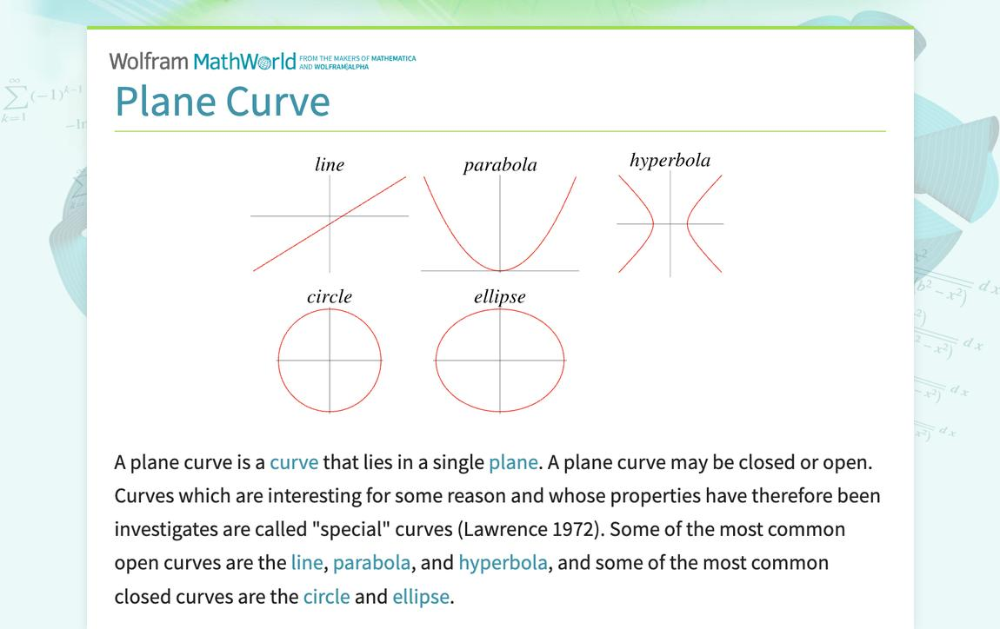 Wolfram MathWorld FROM THE MAKERS OF MATHEMATICA
AND WOLFRAM|ALPHA
Plane Curve
line
parabola
hyperbola
circle
ellipse
A plane curve is a curve that lies in a single plane. A plane curve may be closed or open.
Curves which are interesting for some reason and whose properties have therefore been
investigates are called "special" curves (Lawrence 1972). Some of the most common
open curves are the line, parabola, and hyperbola, and some of the most common
closed curves are the circle and ellipse.